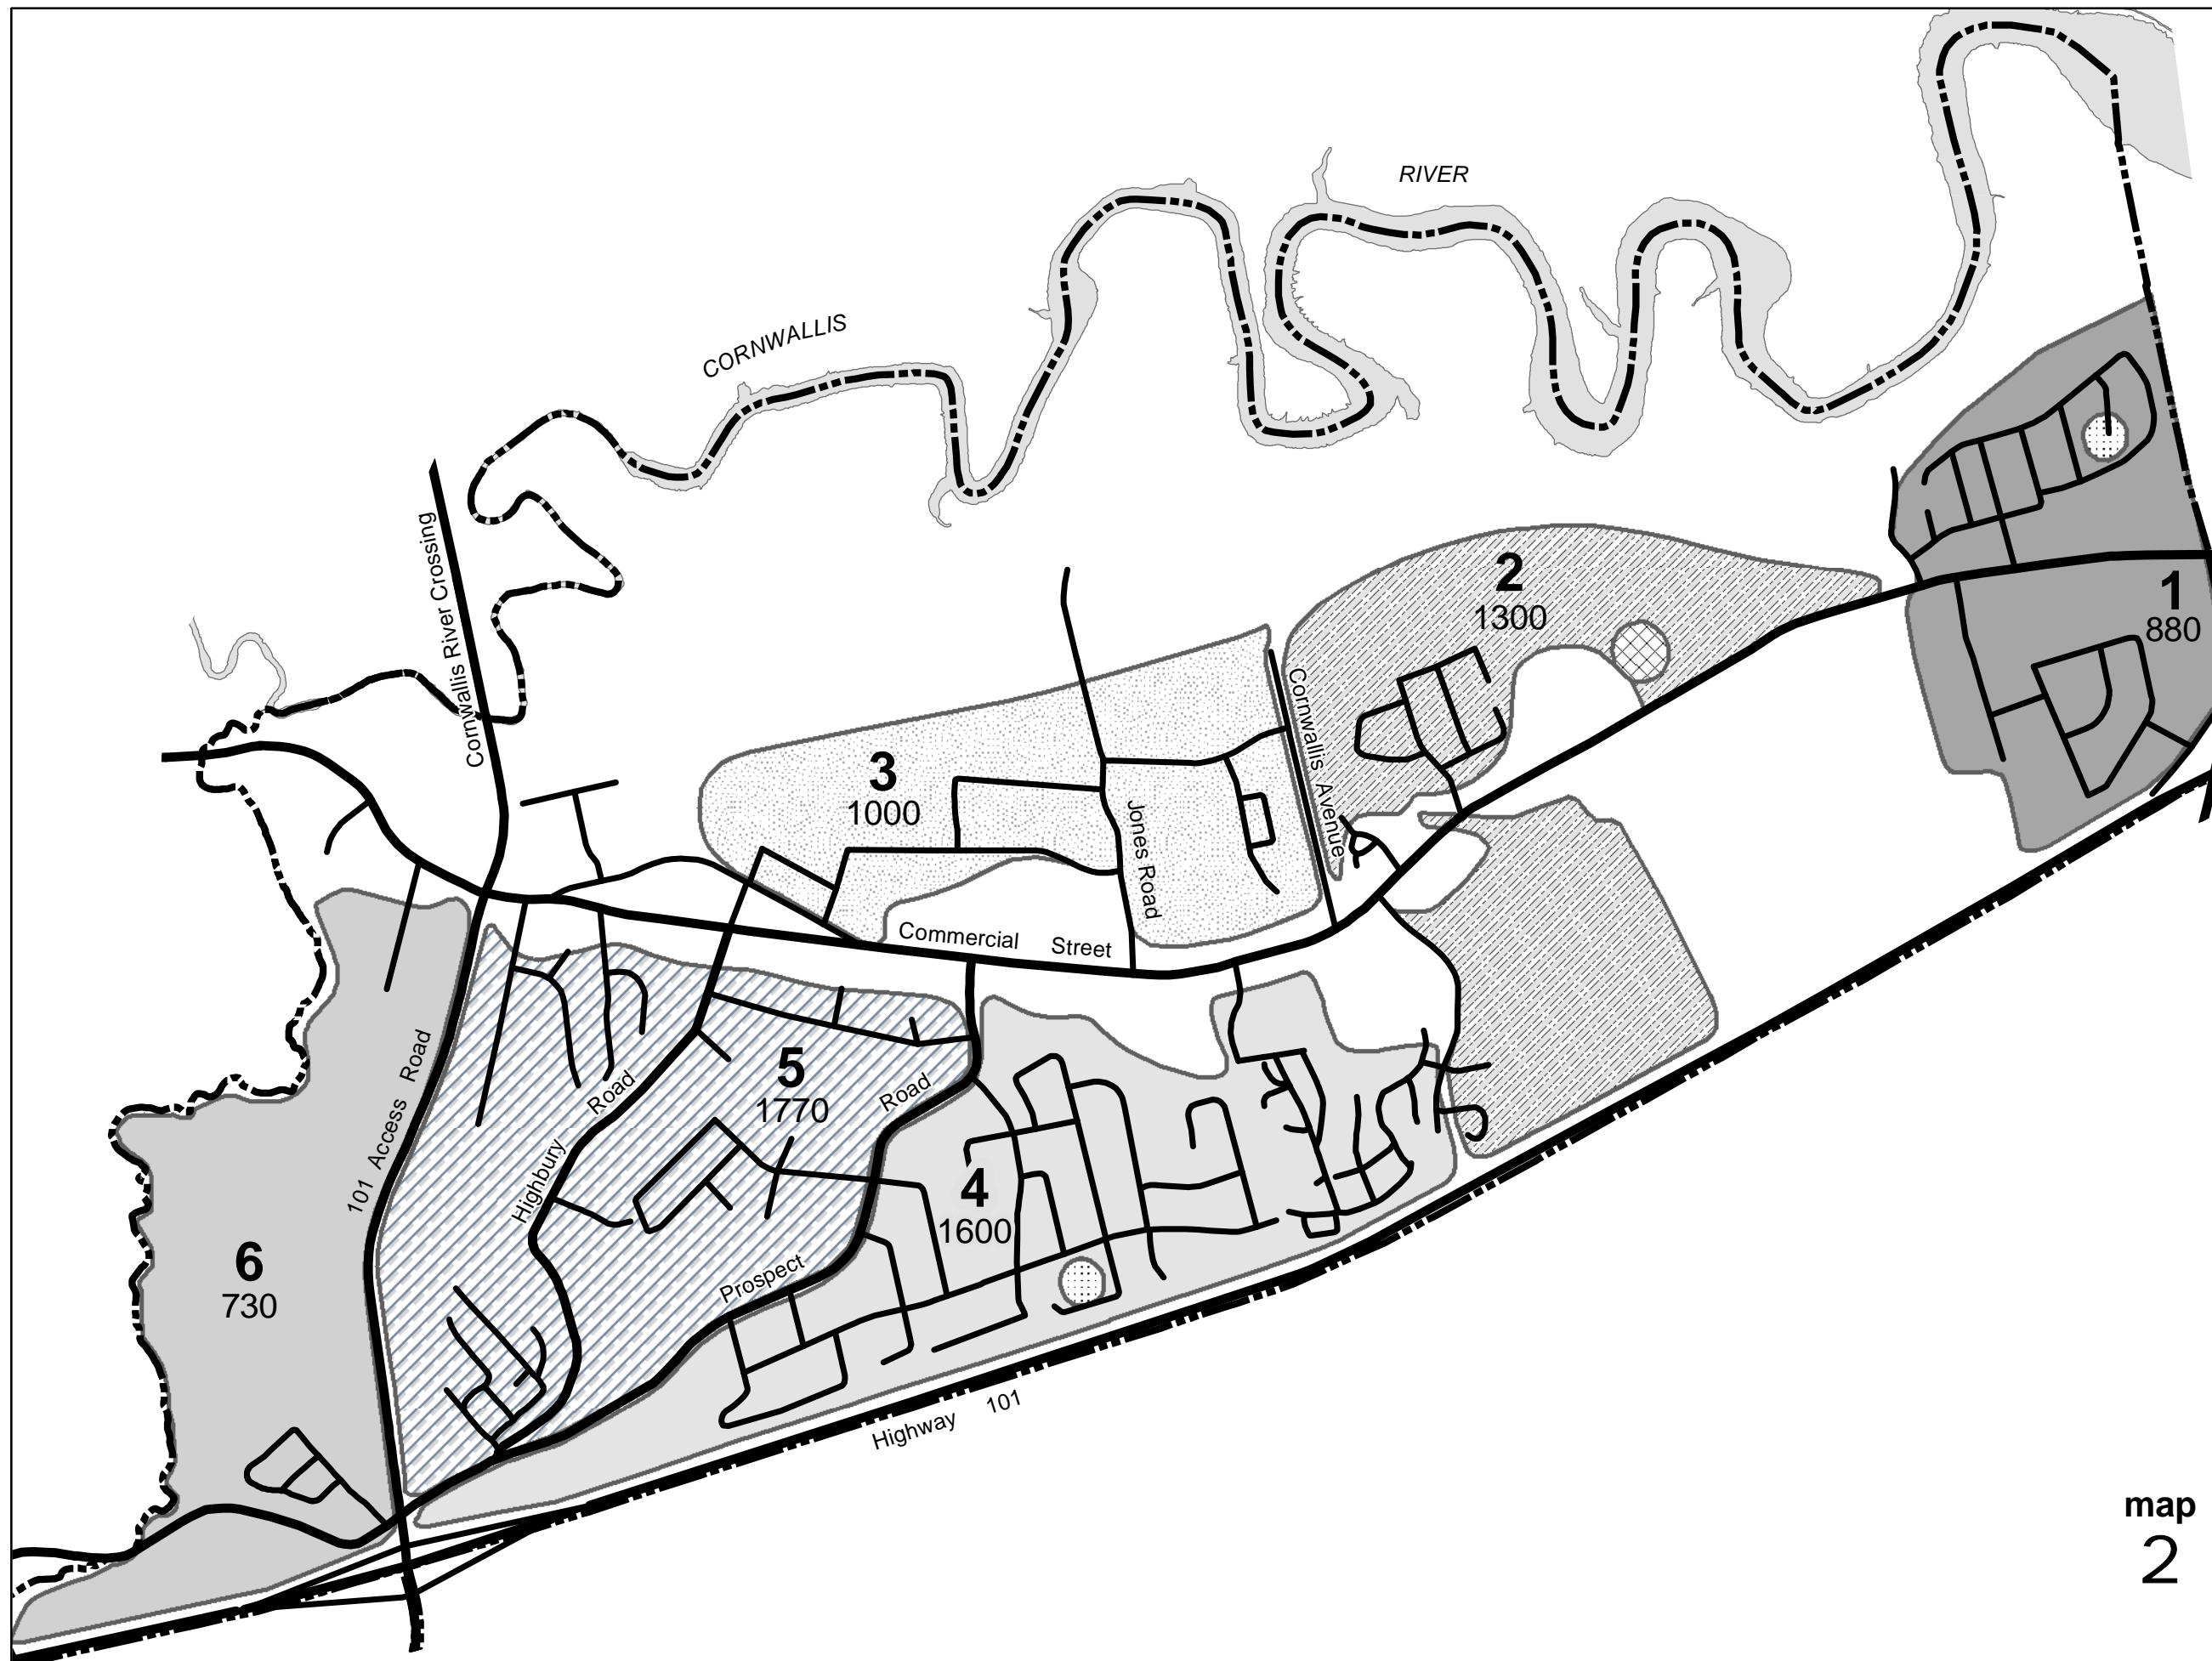 RIVER
CORNWALLIS
Cornwallis River Crossing
2
1300
1
880
Cornwallis Avenue
3
1000
Jones Road
Commercial Street
101 Access Road
Highbury Road
5
1770
Prospect Road
4
1600
6
730
Highway 101
map
2